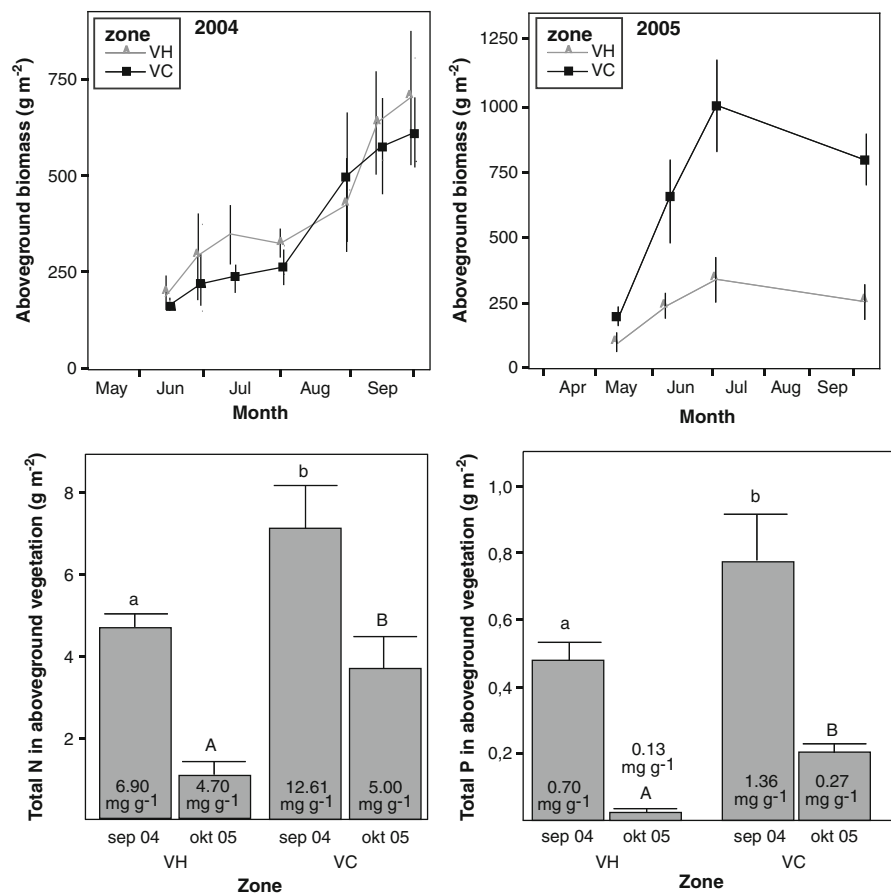 zone
VH
VC
2004
Aboveground biomass (g m⁻²)
750
500
250
0
May Jun Jul Aug Sep
Month
zone
VH
VC
2005
Aboveground biomass (g m⁻²)
1250
1000
750
500
250
0
Apr May Jun Jul Aug Sep
Month
Total N in aboveground vegetation (g m⁻²)
8
6
4
2
a
A
b
B
6.90
mg g-1
4.70
mg g-1
12.61
mg g-1
5.00
mg g-1
sep 04 okt 05 sep 04 okt 05
VH VC
Zone
Total P in aboveground vegetation (g m⁻²)
1,0
0,8
0,6
0,4
0,2
a
0.13
mg g-1
A
b
B
0.70
mg g-1
1.36
mg g-1
0.27
mg g-1
sep 04 okt 05 sep 04 okt 05
VH VC
Zone